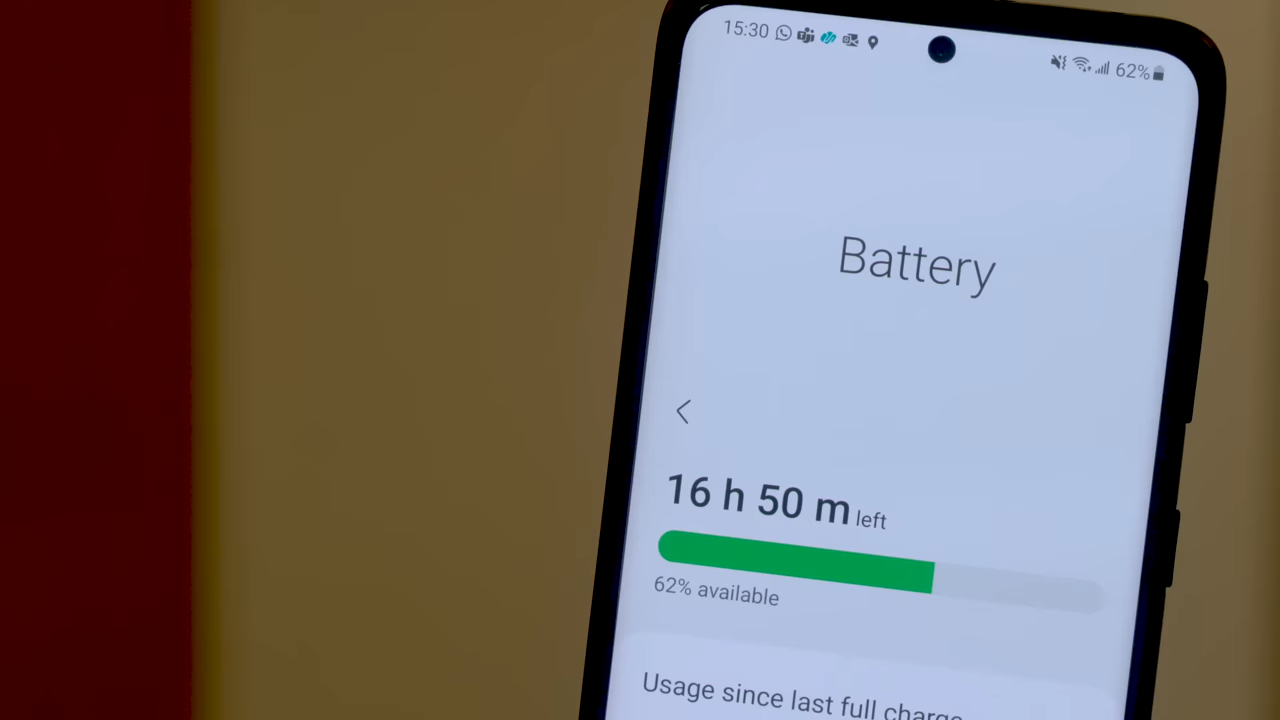 15:30 62%
Battery
16 h 50 m left
62% available
Usage since last full charge